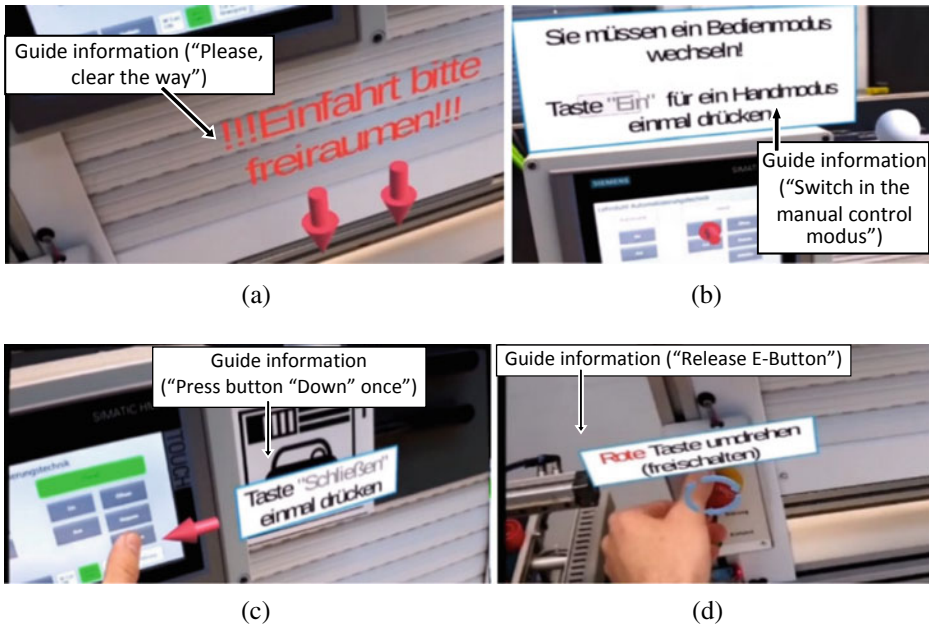 Guide information (“Please,
clear the way”)
!!!Einfahrt bitte
freiraumen!!!
(a)
Sie müssen ein Bedienmodus
wechseln!
Taste "Ein" für ein Handmodus
einmal drücken
Guide information
(“Switch in the
manual control
modus”)
SIEMENS
(b)
Guide information
(“Press button “Down” once”)
SIMATIC H
TOUCH
Taste "Schließen"
einmal drücken
(c)
Guide information (“Release E-Button”)
Rote Taste umdrehen
(freischalten)
(d)